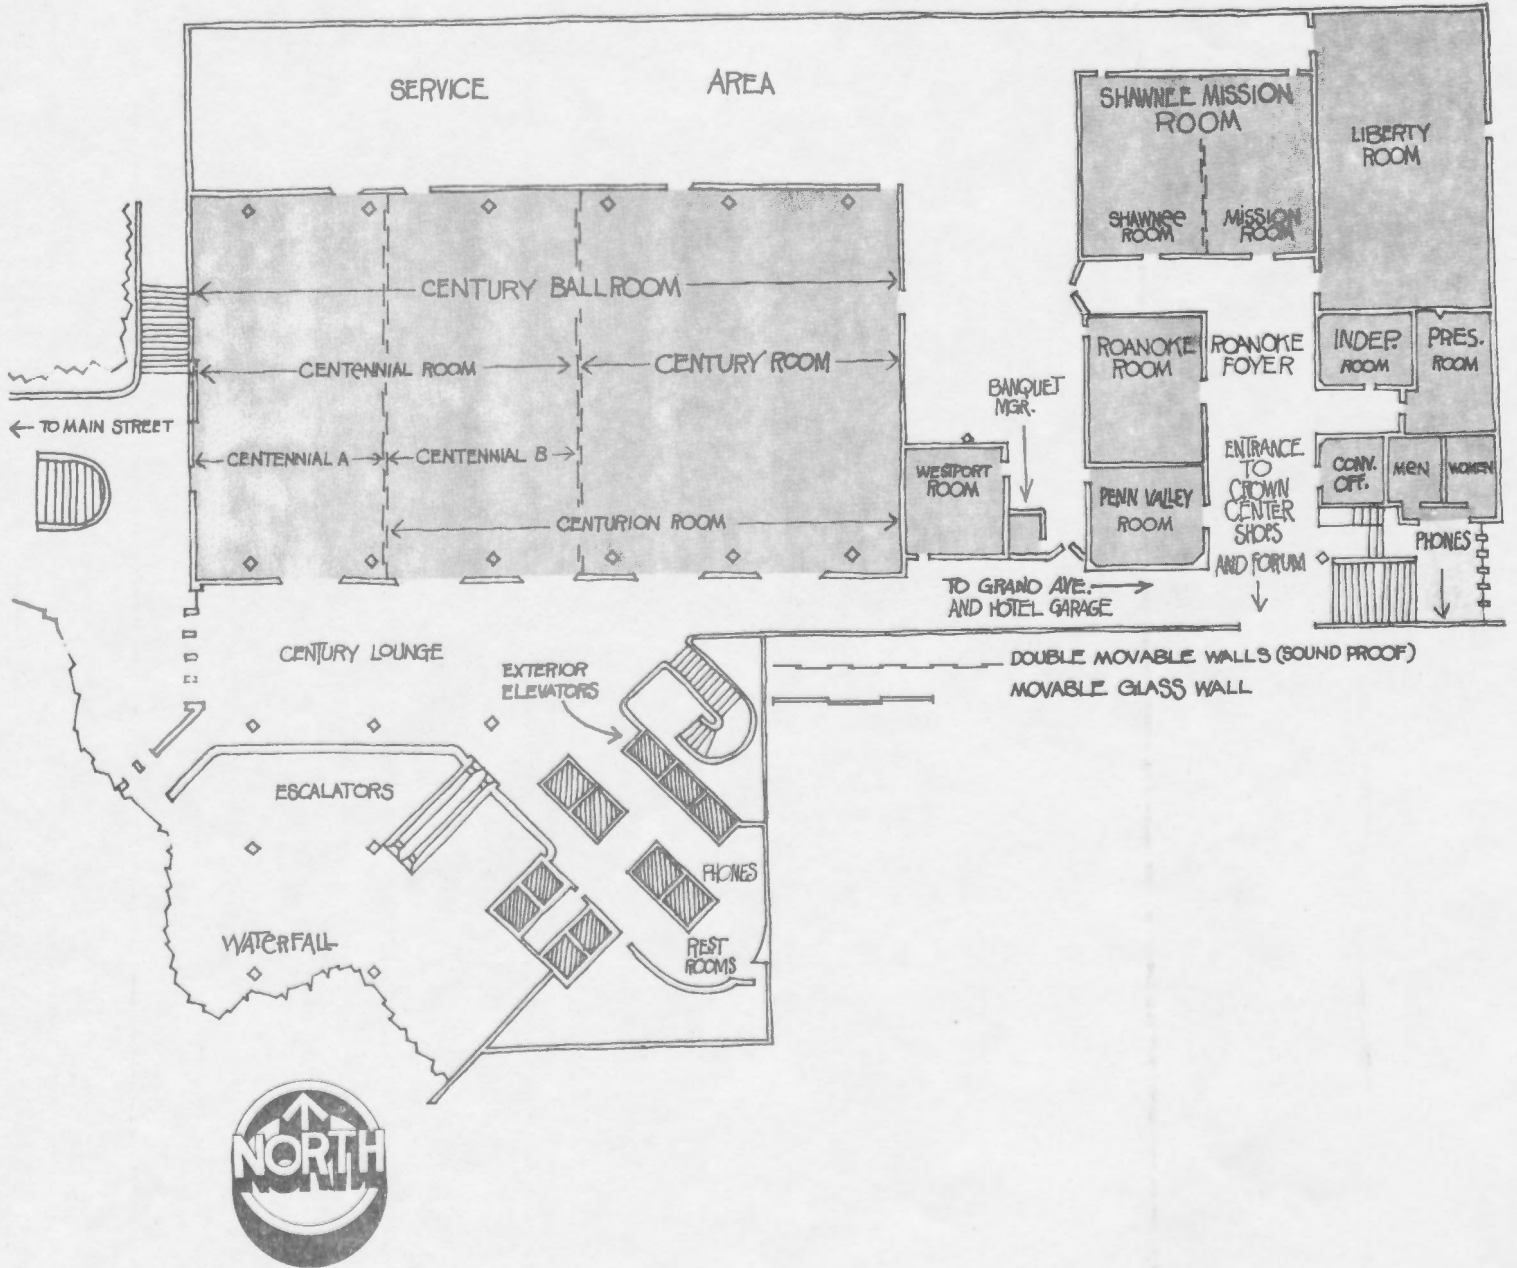 SERVICE AREA
SHAWNEE MISSION
ROOM
LIBERTY
ROOM
SHAWNEE
ROOM
MISSION
ROOM
CENTURY BALLROOM
CENTENNIAL ROOM
CENTURY ROOM
ROANOKE
ROOM
ROANOKE
FOYER
INDEP.
ROOM
PRES.
ROOM
BANQUET
MGR.
← TO MAIN STREET
CENTENNIAL A
CENTENNIAL B
WESTPORT
ROOM
PENN VALLEY
ROOM
ENTRANCE
TO
CROWN
CENTER
SHOPS
AND FORUM
CONV.
OFF.
MEN
WOMEN
CENTURION ROOM
PHONES
TO GRAND AVE. →
AND HOTEL GARAGE
CENTURY LOUNGE
EXTERIOR
ELEVATORS
DOUBLE MOVABLE WALLS (SOUND PROOF)
MOVABLE GLASS WALL
ESCALATORS
PHONES
WATERFALL
REST
ROOMS
NORTH